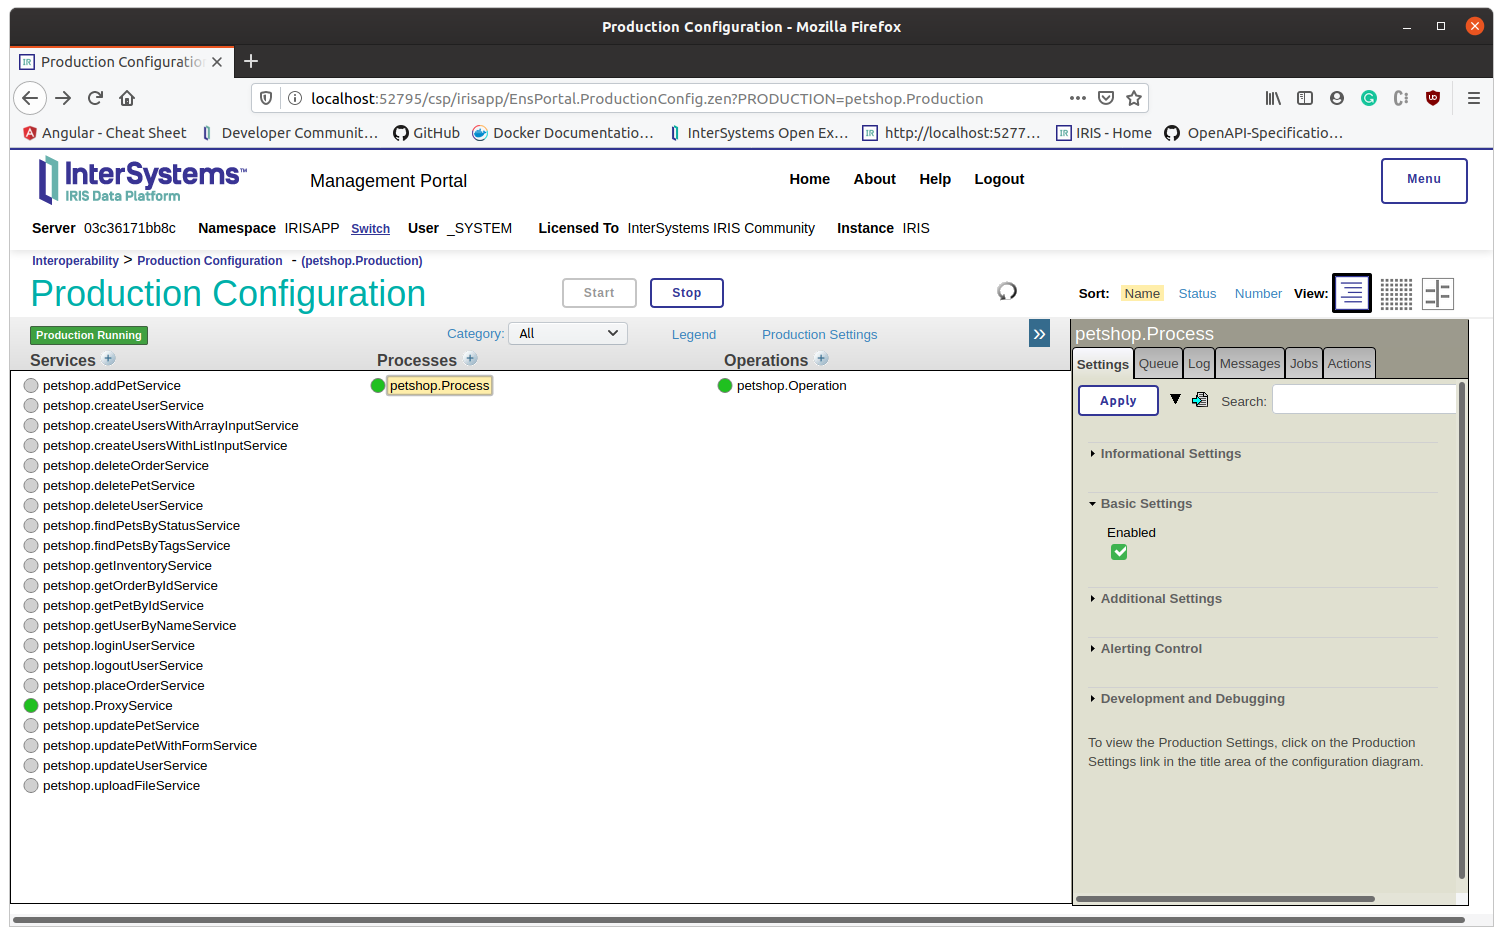 Production Configuration - Mozilla Firefox
IR Production Configuratio
localhost:52795/csp/irisapp/EnsPortal.ProductionConfig.zen?PRODUCTION=petshop.Production
Angular - Cheat Sheet Developer Communit… GitHub Docker Documentatio… InterSystems Open Ex… IR http://localhost:5277… IR IRIS - Home OpenAPI-Specificatio…
InterSystems™
IRIS Data Platform
Management Portal
Home About Help Logout
Menu
Server 03c36171bb8c Namespace IRISAPP Switch User _SYSTEM Licensed To InterSystems IRIS Community Instance IRIS
Interoperability > Production Configuration - (petshop.Production)
Production Configuration
Start Stop
Sort: Name Status Number View:
Production Running
Category: All Legend Production Settings »
Services Processes Operations
petshop.addPetService petshop.Process petshop.Operation
petshop.createUserService
petshop.createUsersWithArrayInputService
petshop.createUsersWithListInputService
petshop.deleteOrderService
petshop.deletePetService
petshop.deleteUserService
petshop.findPetsByStatusService
petshop.findPetsByTagsService
petshop.getInventoryService
petshop.getOrderByIdService
petshop.getPetByIdService
petshop.getUserByNameService
petshop.loginUserService
petshop.logoutUserService
petshop.placeOrderService
petshop.ProxyService
petshop.updatePetService
petshop.updatePetWithFormService
petshop.updateUserService
petshop.uploadFileService
petshop.Process
Settings Queue Log Messages Jobs Actions
Apply Search:
Informational Settings
Basic Settings
Enabled
Additional Settings
Alerting Control
Development and Debugging
To view the Production Settings, click on the Production
Settings link in the title area of the configuration diagram.